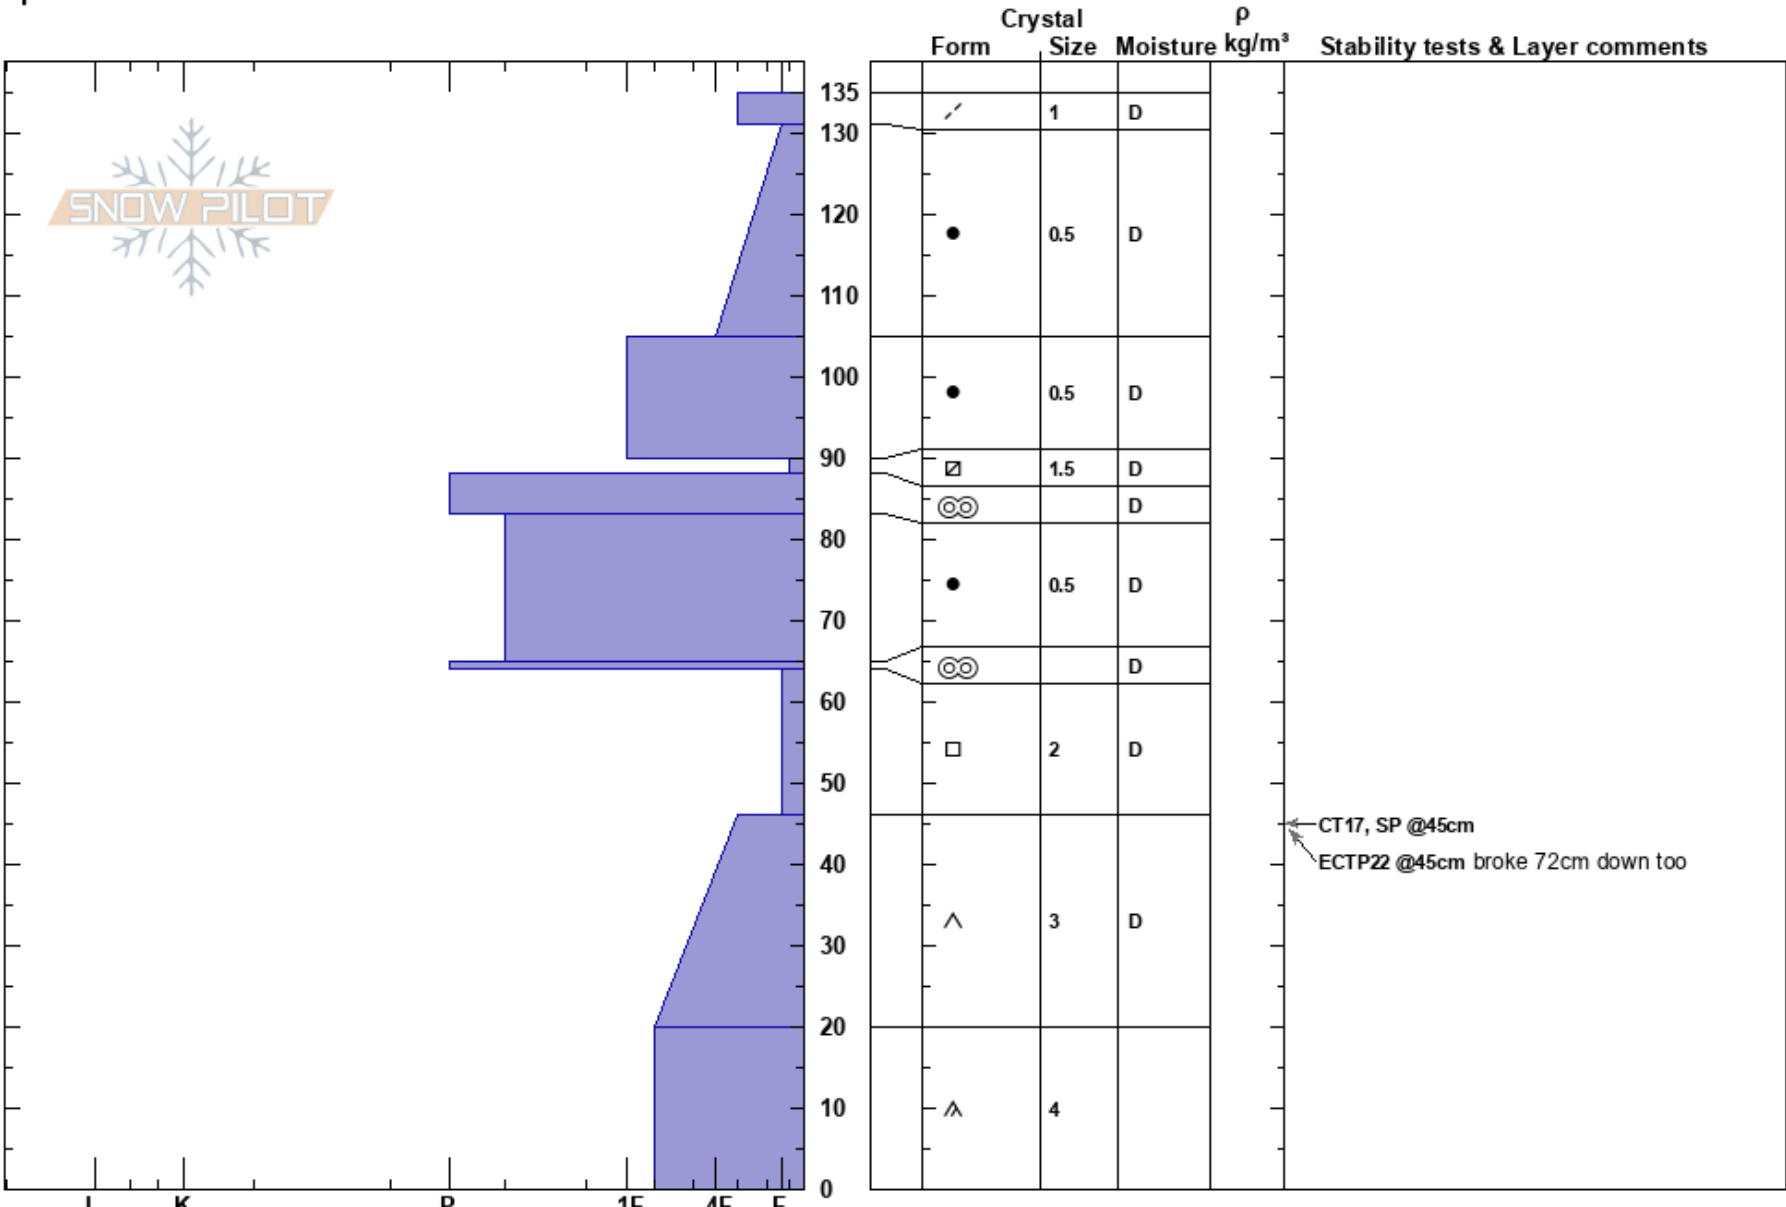 Crystal ρ
Form Size Moisture kg/m³ Stability tests & Layer comments
135
1 D
130
SNOW PILOT
120
0.5 D
110
100
0.5 D
90
1.5 D
D
80
0.5 D
70
D
60
2 D
50
CT17, SP @45cm
40
ECTP22 @45cm broke 72cm down too
3 D
30
20
10
4
0
I K P 1F 4F F